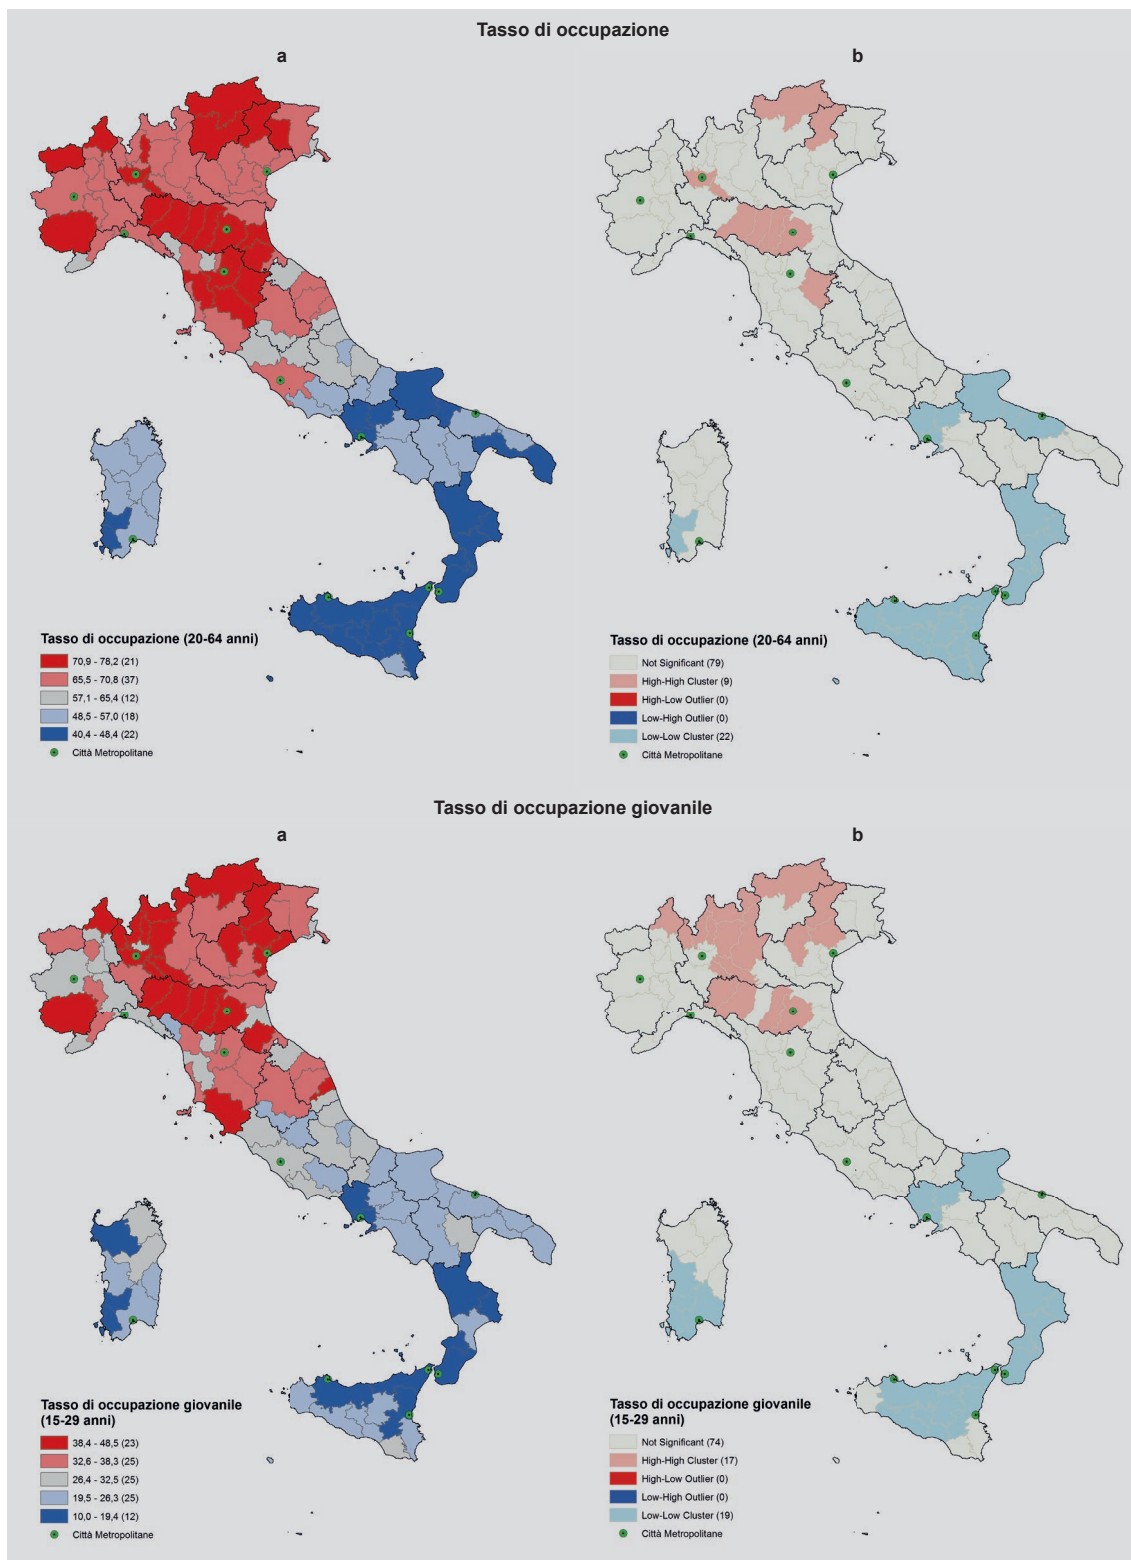 Tasso di occupazione
a
b
Tasso di occupazione (20-64 anni)
70,9 - 78,2 (21)
65,5 - 70,8 (37)
57,1 - 65,4 (12)
48,5 - 57,0 (18)
40,4 - 48,4 (22)
Città Metropolitane
Tasso di occupazione (20-64 anni)
Not Significant (79)
High-High Cluster (9)
High-Low Outlier (0)
Low-High Outlier (0)
Low-Low Cluster (22)
Città Metropolitane
Tasso di occupazione giovanile
a
b
Tasso di occupazione giovanile
(15-29 anni)
38,4 - 48,5 (23)
32,6 - 38,3 (25)
26,4 - 32,5 (25)
19,5 - 26,3 (25)
10,0 - 19,4 (12)
Città Metropolitane
Tasso di occupazione giovanile
(15-29 anni)
Not Significant (74)
High-High Cluster (17)
High-Low Outlier (0)
Low-High Outlier (0)
Low-Low Cluster (19)
Città Metropolitane